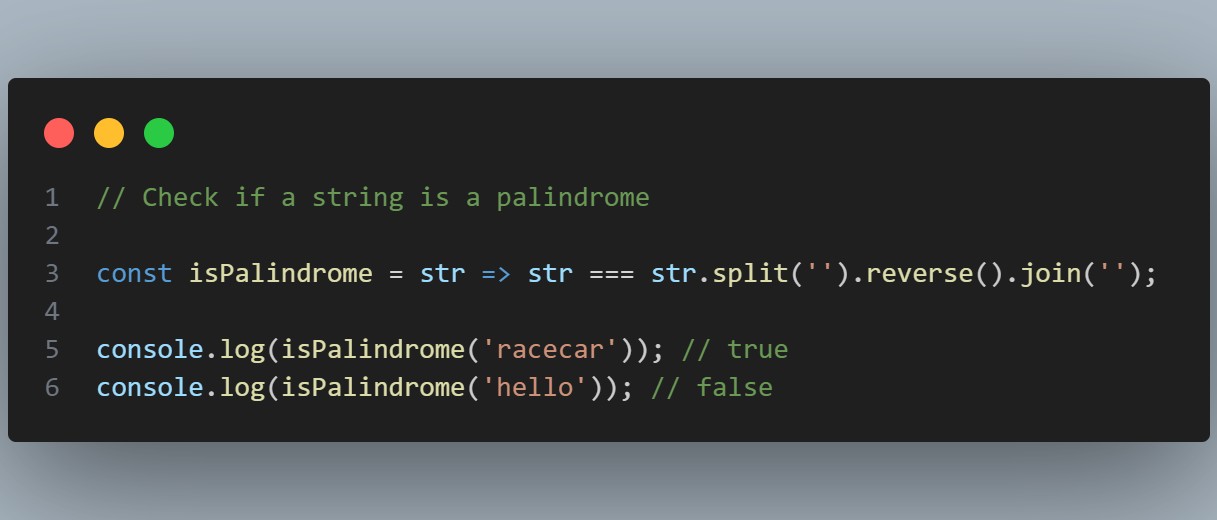 1 // Check if a string is a palindrome
2
3 const isPalindrome = str => str === str.split('').reverse().join('');
4
5 console.log(isPalindrome('racecar')); // true
6 console.log(isPalindrome('hello')); // false